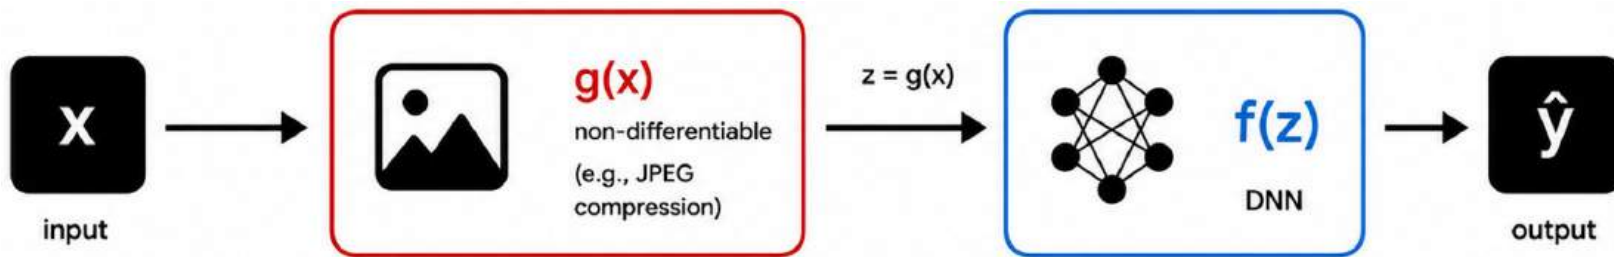 x
input
g(x)
non-differentiable
(e.g., JPEG
compression)
z = g(x)
f(z)
DNN
ŷ
output